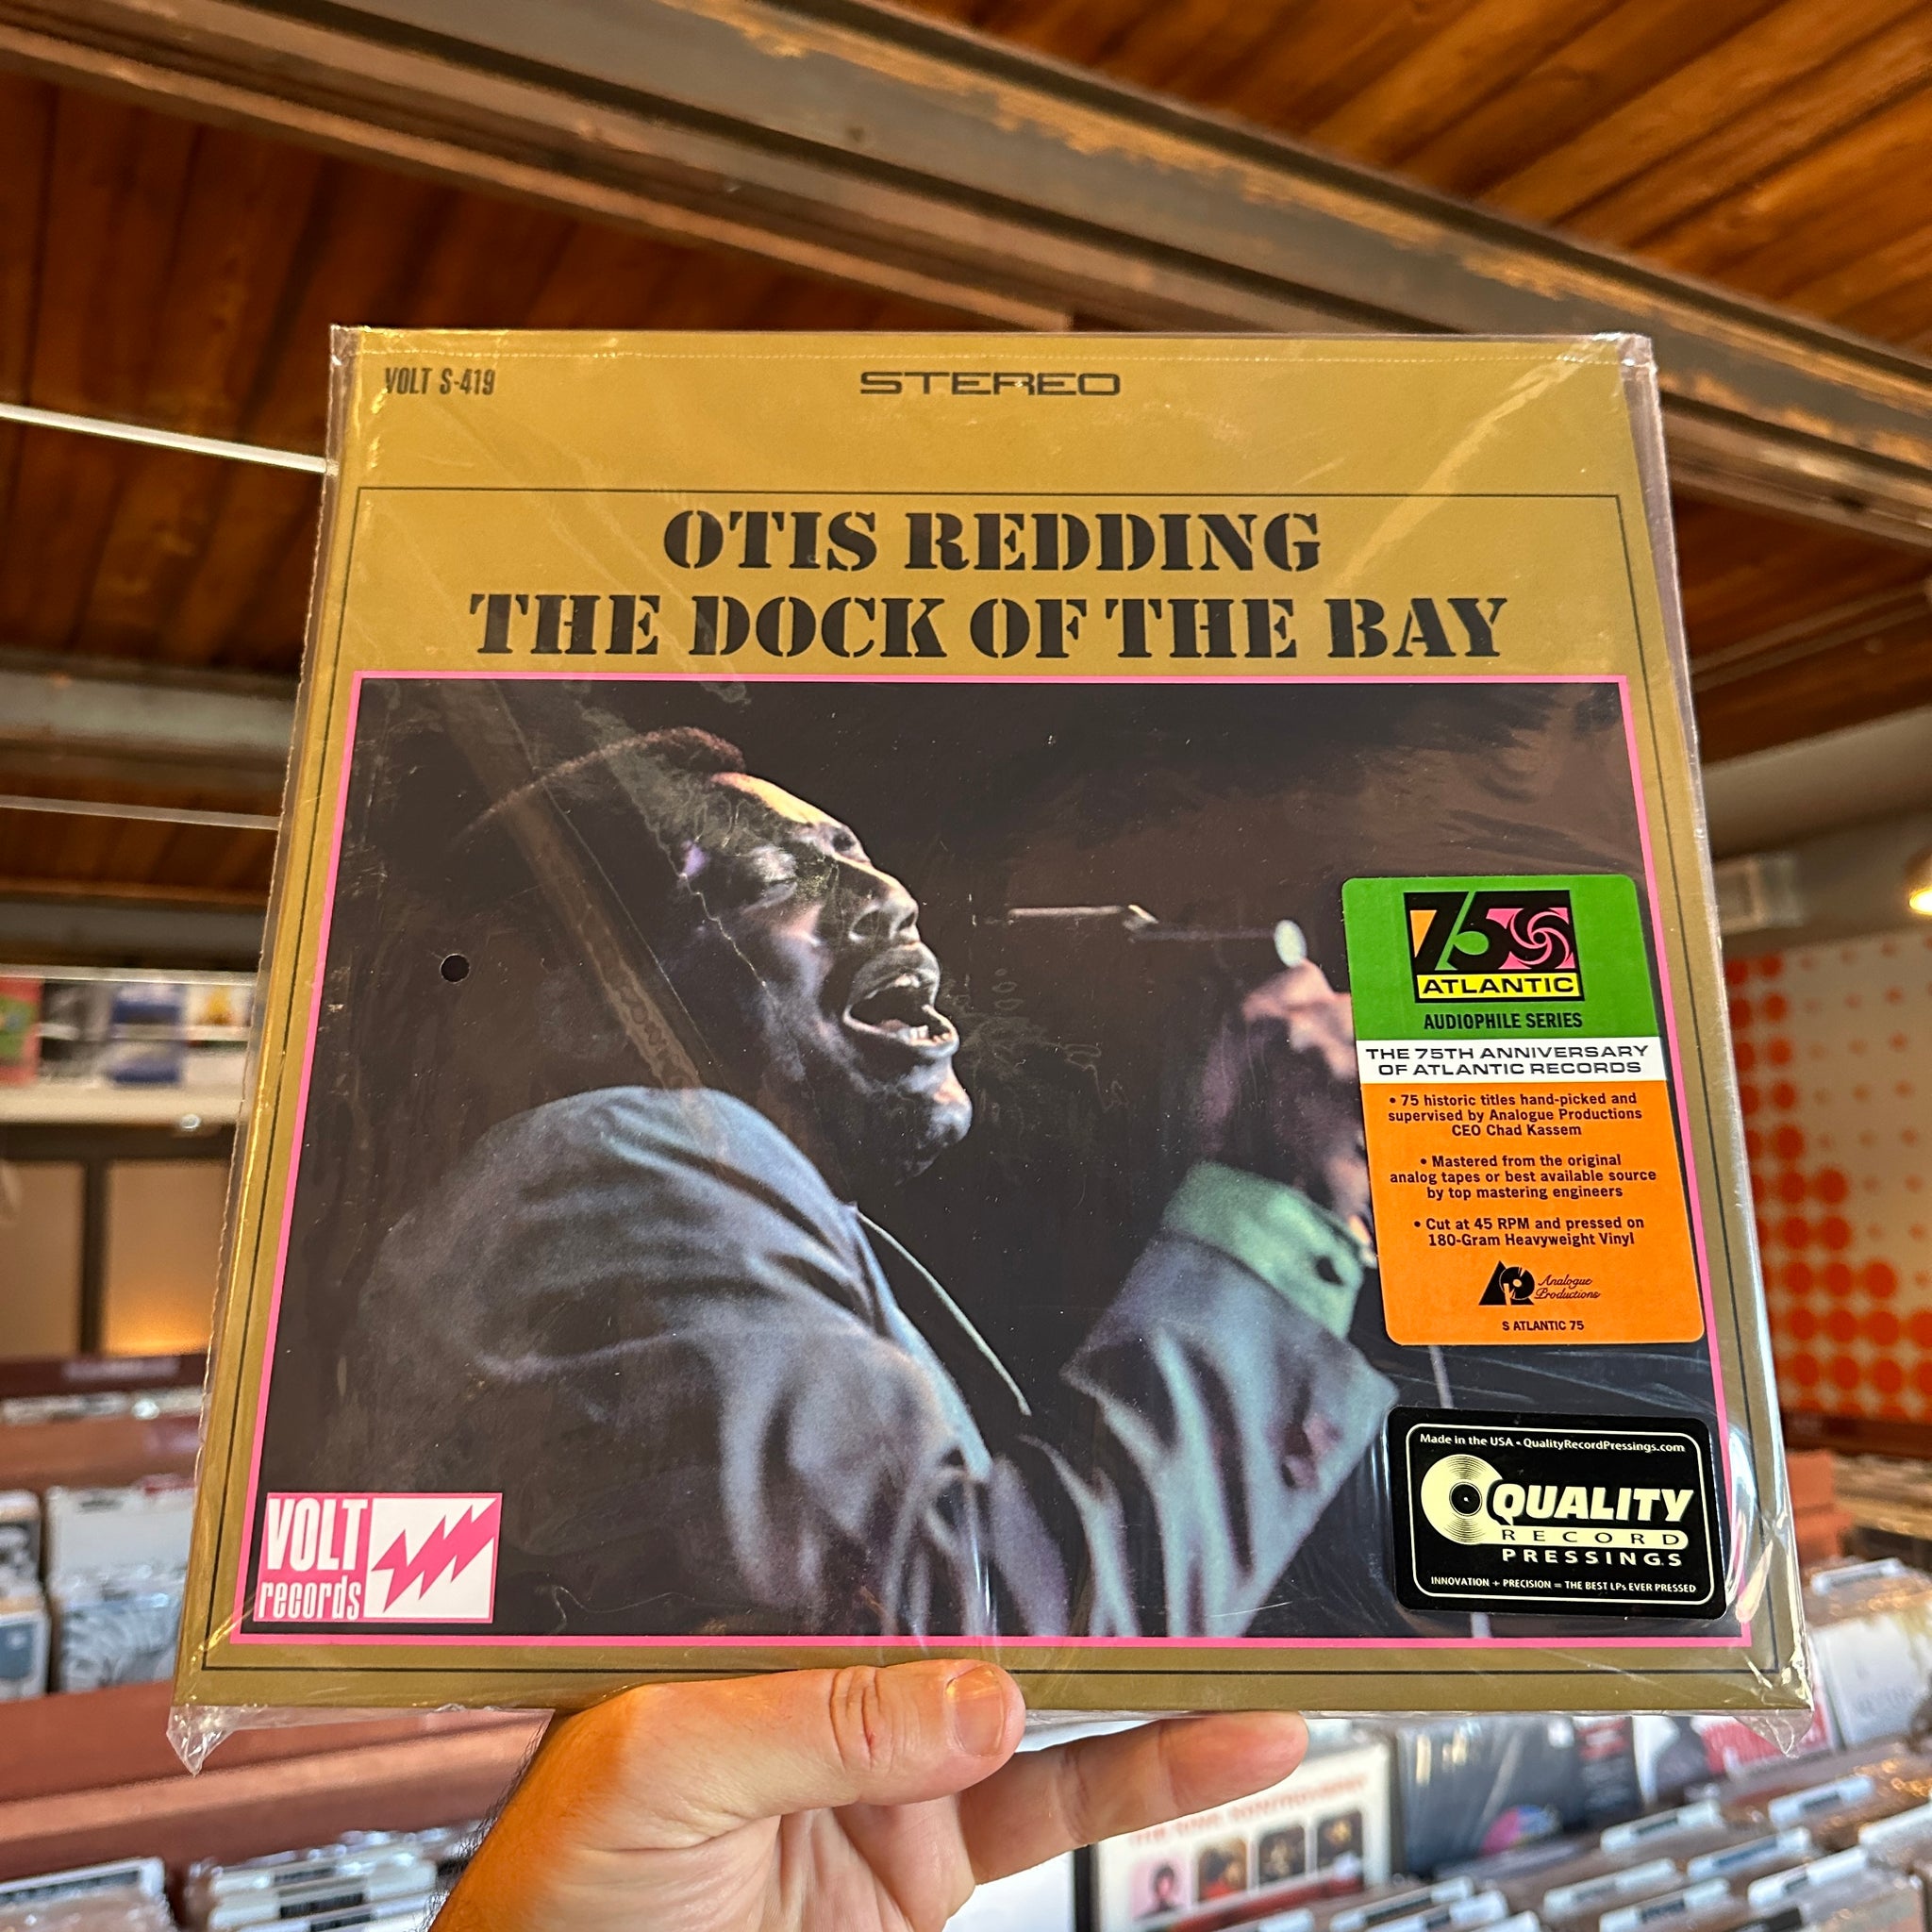 VOLT S-419
STEREO
OTIS REDDING
THE DOCK OF THE BAY
75
ATLANTIC
AUDIOPHILE SERIES
THE 75TH ANNIVERSARY
OF ATLANTIC RECORDS
• 75 historic titles hand-picked and
supervised by Analogue Productions
CEO Chad Kassem
• Mastered from the original
analog tapes or best available source
by top mastering engineers
• Cut at 45 RPM and pressed on
180-Gram Heavyweight Vinyl
Analogue
Productions
S ATLANTIC 75
Made in the USA • QualityRecordPressings.com
QUALITY
RECORD
PRESSINGS
INNOVATION + PRECISION = THE BEST LPs EVER PRESSED
VOLT
records